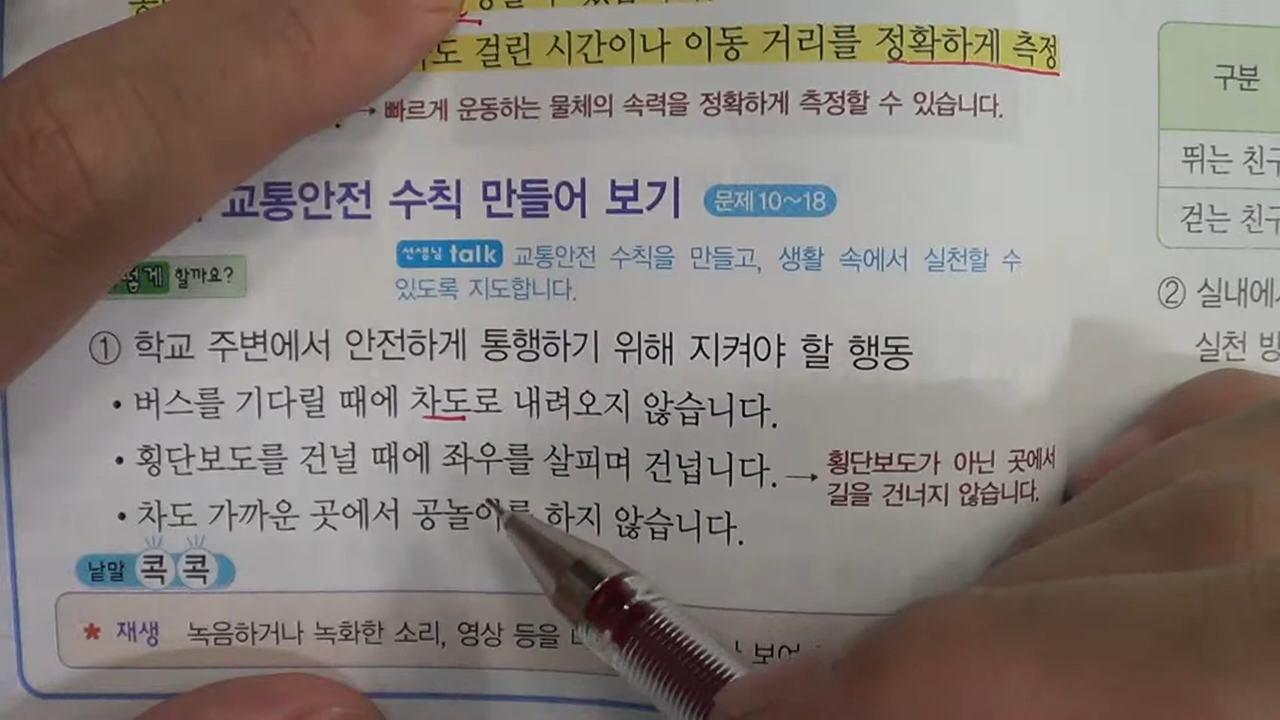 도 걸린 시간이나 이동 거리를 정확하게 측정
→ 빠르게 운동하는 물체의 속력을 정확하게 측정할 수 있습니다.
교통안전 수칙 만들어 보기 문제 10~18
선생님 talk 교통안전 수칙을 만들고, 생활 속에서 실천할 수
있도록 지도합니다.
할까요?
① 학교 주변에서 안전하게 통행하기 위해 지켜야 할 행동
• 버스를 기다릴 때에 차도로 내려오지 않습니다.
• 횡단보도를 건널 때에 좌우를 살피며 건넙니다. → 횡단보도가 아닌 곳에서
길을 건너지 않습니다.
• 차도 가까운 곳에서 공놀이를 하지 않습니다.
낱말 콕콕
* 재생 녹음하거나 녹화한 소리, 영상 등을
구분
뛰는
걷는
② 실내에
실천